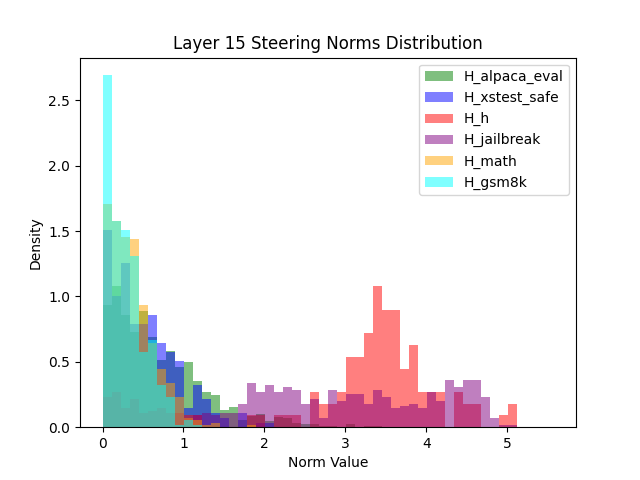 Layer 15 Steering Norms Distribution
H_alpaca_eval
H_xstest_safe
H_h
H_jailbreak
H_math
H_gsm8k
2.5
2.0
1.5
1.0
0.5
0.0
Density
0
1
2
3
4
5
Norm Value